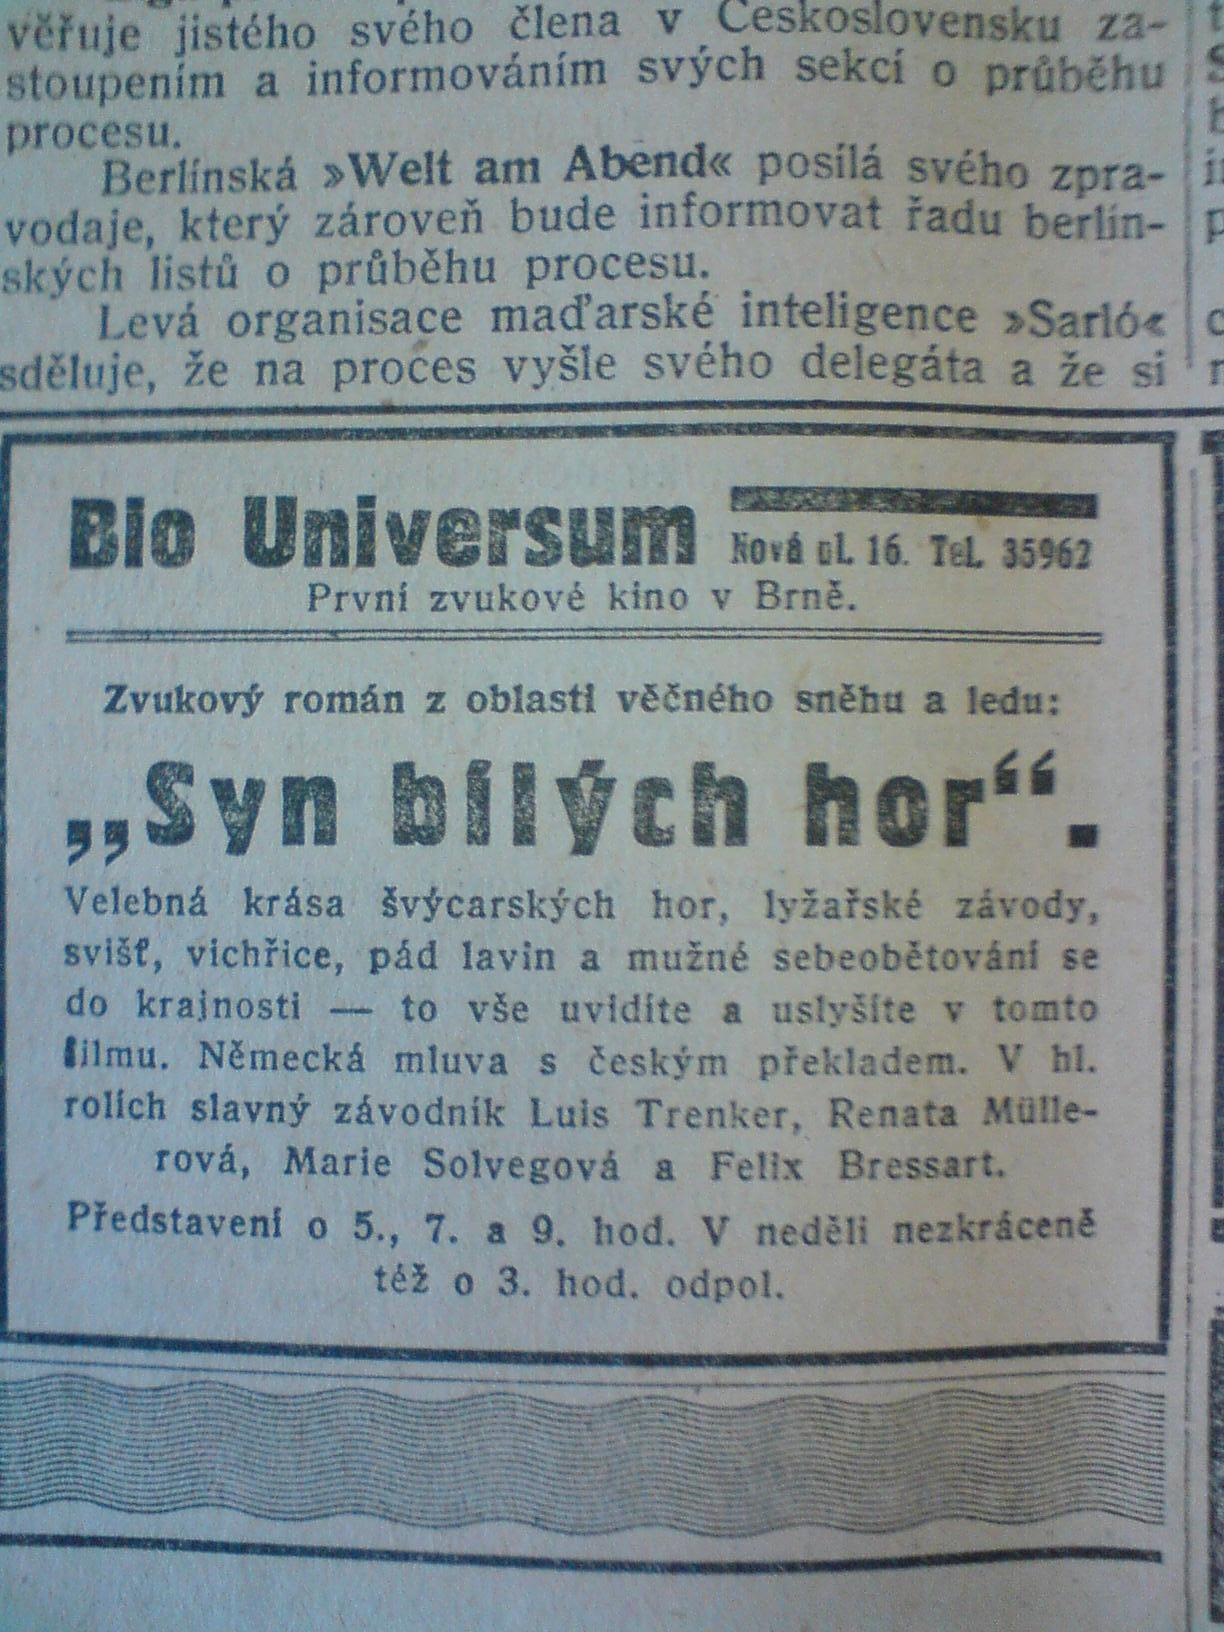 věřuje jistého svého člena v Československu za-
stoupením a informováním svých sekcí o průběhu
procesu.
Berlínská »Welt am Abend« posílá svého zpra-
vodaje, který zároveň bude informovat řadu berlín-
ských listů o průběhu procesu.
Levá organisace maďarské inteligence »Sarló«
sděluje, že na proces vyšle svého delegáta a že si
Bio Universum
Nová ul. 16. Tel. 35962
První zvukové kino v Brně.
Zvukový román z oblasti věčného sněhu a ledu:
„Syn bílých hor“.
Velebná krása švýcarských hor, lyžařské závody,
svišť, vichřice, pád lavin a mužné sebeobětování se
do krajnosti — to vše uvidíte a uslyšíte v tomto
filmu. Německá mluva s českým překladem. V hl.
rolích slavný závodník Luis Trenker, Renata Mülle-
rová, Marie Solvegová a Felix Bressart.
Představení o 5., 7. a 9. hod. V neděli nezkráceně
též o 3. hod. odpol.